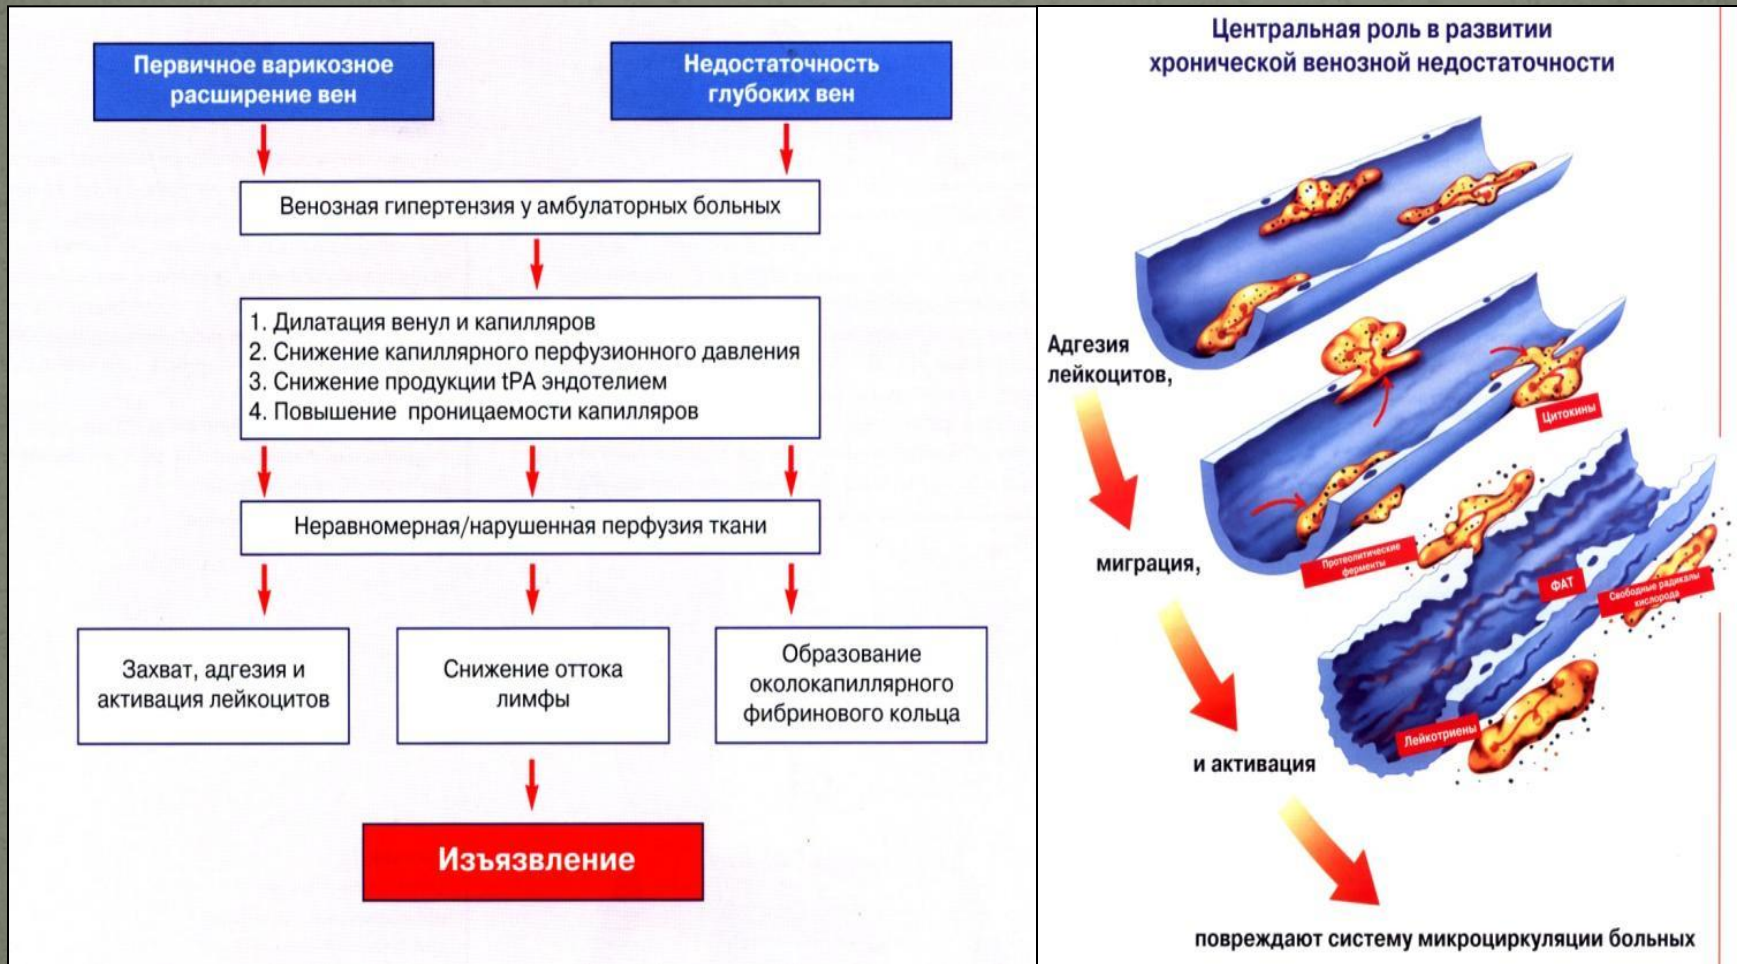 Первичное варикозное
расширение вен
Недостаточность
глубоких вен
Венозная гипертензия у амбулаторных больных
1. Дилатация венул и капилляров
2. Снижение капиллярного перфузионного давления
3. Снижение продукции tPA эндотелием
4. Повышение проницаемости капилляров
Неравномерная/нарушенная перфузия ткани
Захват, адгезия и
активация лейкоцитов
Снижение оттока
лимфы
Образование
околокапиллярного
фибринового кольца
Изъязвление
Центральная роль в развитии
хронической венозной недостаточности
Адгезия
лейкоцитов,
Цитокины
миграция,
Протеолитические
ферменты
ФАТ
Свободные радикалы
кислорода
Лейкотриены
и активация
повреждают систему микроциркуляции больных